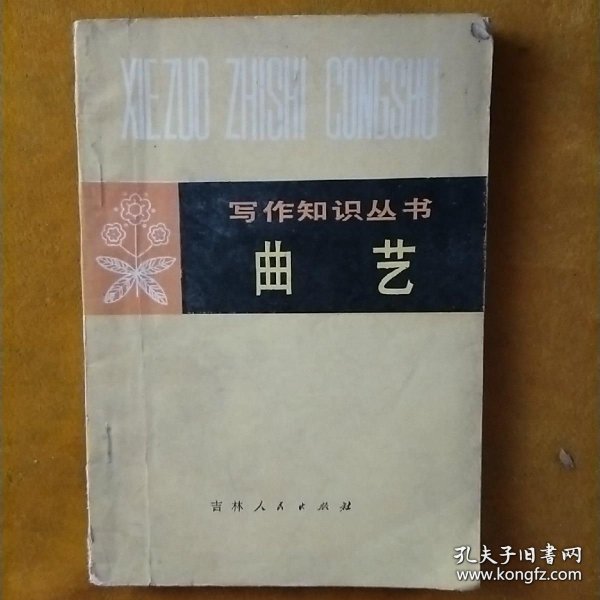 XIEZUO ZHISHI CONGSHU
写作知识丛书
曲艺
吉林人民出版社
孔夫子旧书网
www.kongfz.com